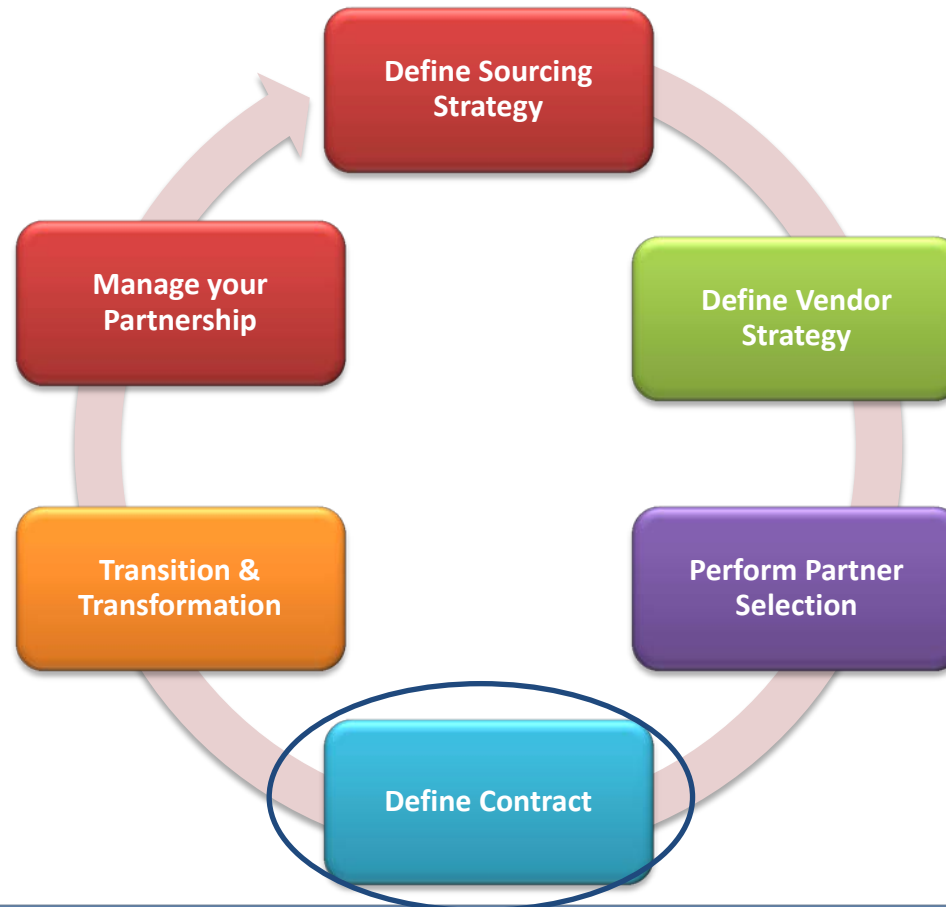 Define Sourcing
Strategy
Define Vendor
Strategy
Perform Partner
Selection
Define Contract
Transition &
Transformation
Manage your
Partnership